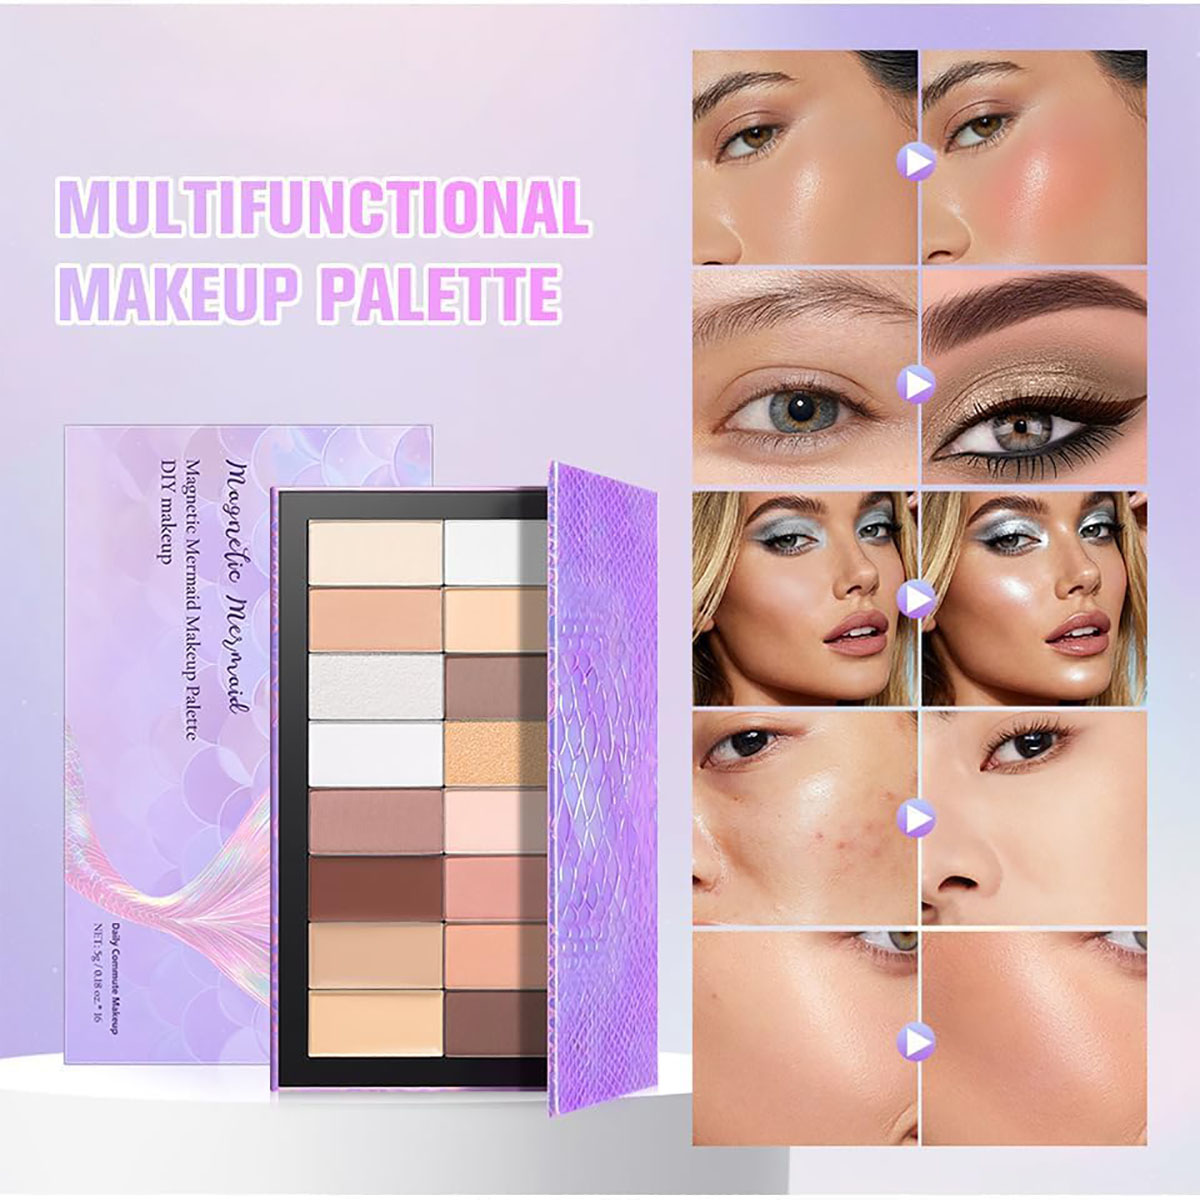 MULTIFUNCTIONAL
MAKEUP PALETTE
Magnetic Mermaid
Magnetic Mermaid Makeup Palette
DIY makeup
Daily Commute Makeup
NET: 5g / 0.18 oz.* 16